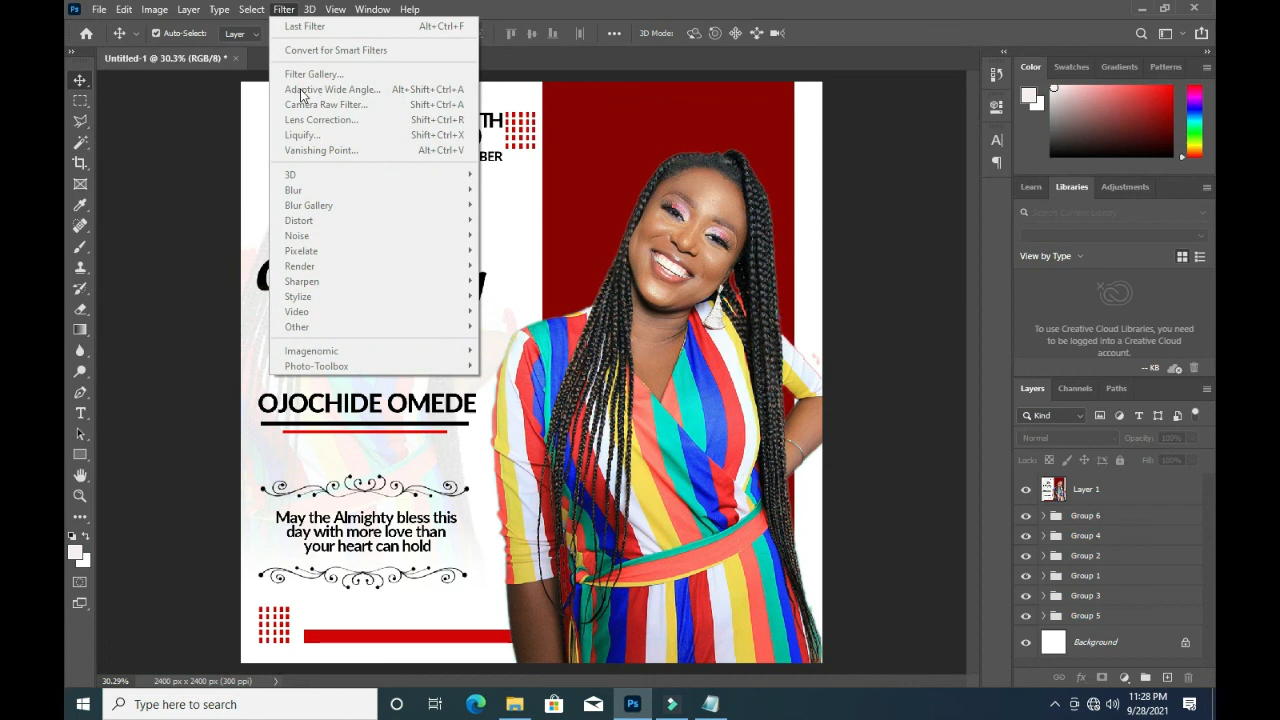 File Edit Image Layer Type Select Filter 3D View Window Help
Auto-Select: Layer
3D Mode:
Untitled-1 @ 30.3% (RGB/8) *
Last Filter Alt+Ctrl+F
Convert for Smart Filters
Filter Gallery...
Adaptive Wide Angle... Alt+Shift+Ctrl+A
Camera Raw Filter... Shift+Ctrl+A
Lens Correction... Shift+Ctrl+R
Liquify... Shift+Ctrl+X
Vanishing Point... Alt+Ctrl+V
3D
Blur
Blur Gallery
Distort
Noise
Pixelate
Render
Sharpen
Stylize
Video
Other
Imagenomic
Photo-Toolbox
TH
BER
OJOCHIDE OMEDE
May the Almighty bless this
day with more love than
your heart can hold
Color Swatches Gradients Patterns
Learn Libraries Adjustments
Search Current Library
View by Type
To use Creative Cloud Libraries, you
need to be logged into a Creative Cloud
account.
-- KB
Layers Channels Paths
Kind
Normal Opacity: 100%
Lock: Fill: 100%
Layer 1
Group 6
Group 4
Group 2
Group 1
Group 3
Group 5
Background
30.29% 2400 px x 2400 px (300 ppi)
Type here to search
11:28 PM
9/28/2021